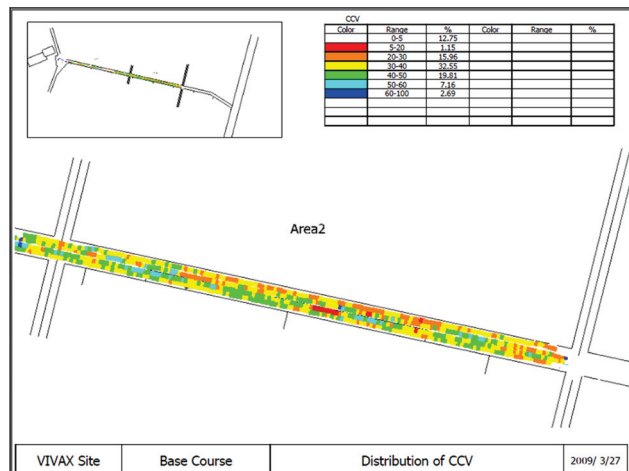 CCV
Color Range % Color Range %
0-5 12.75
5-20 1.15
20-30 15.96
30-40 32.55
40-50 19.81
50-60 7.16
60-100 2.69
Area2
VIVAX Site Base Course Distribution of CCV 2009/ 3/27